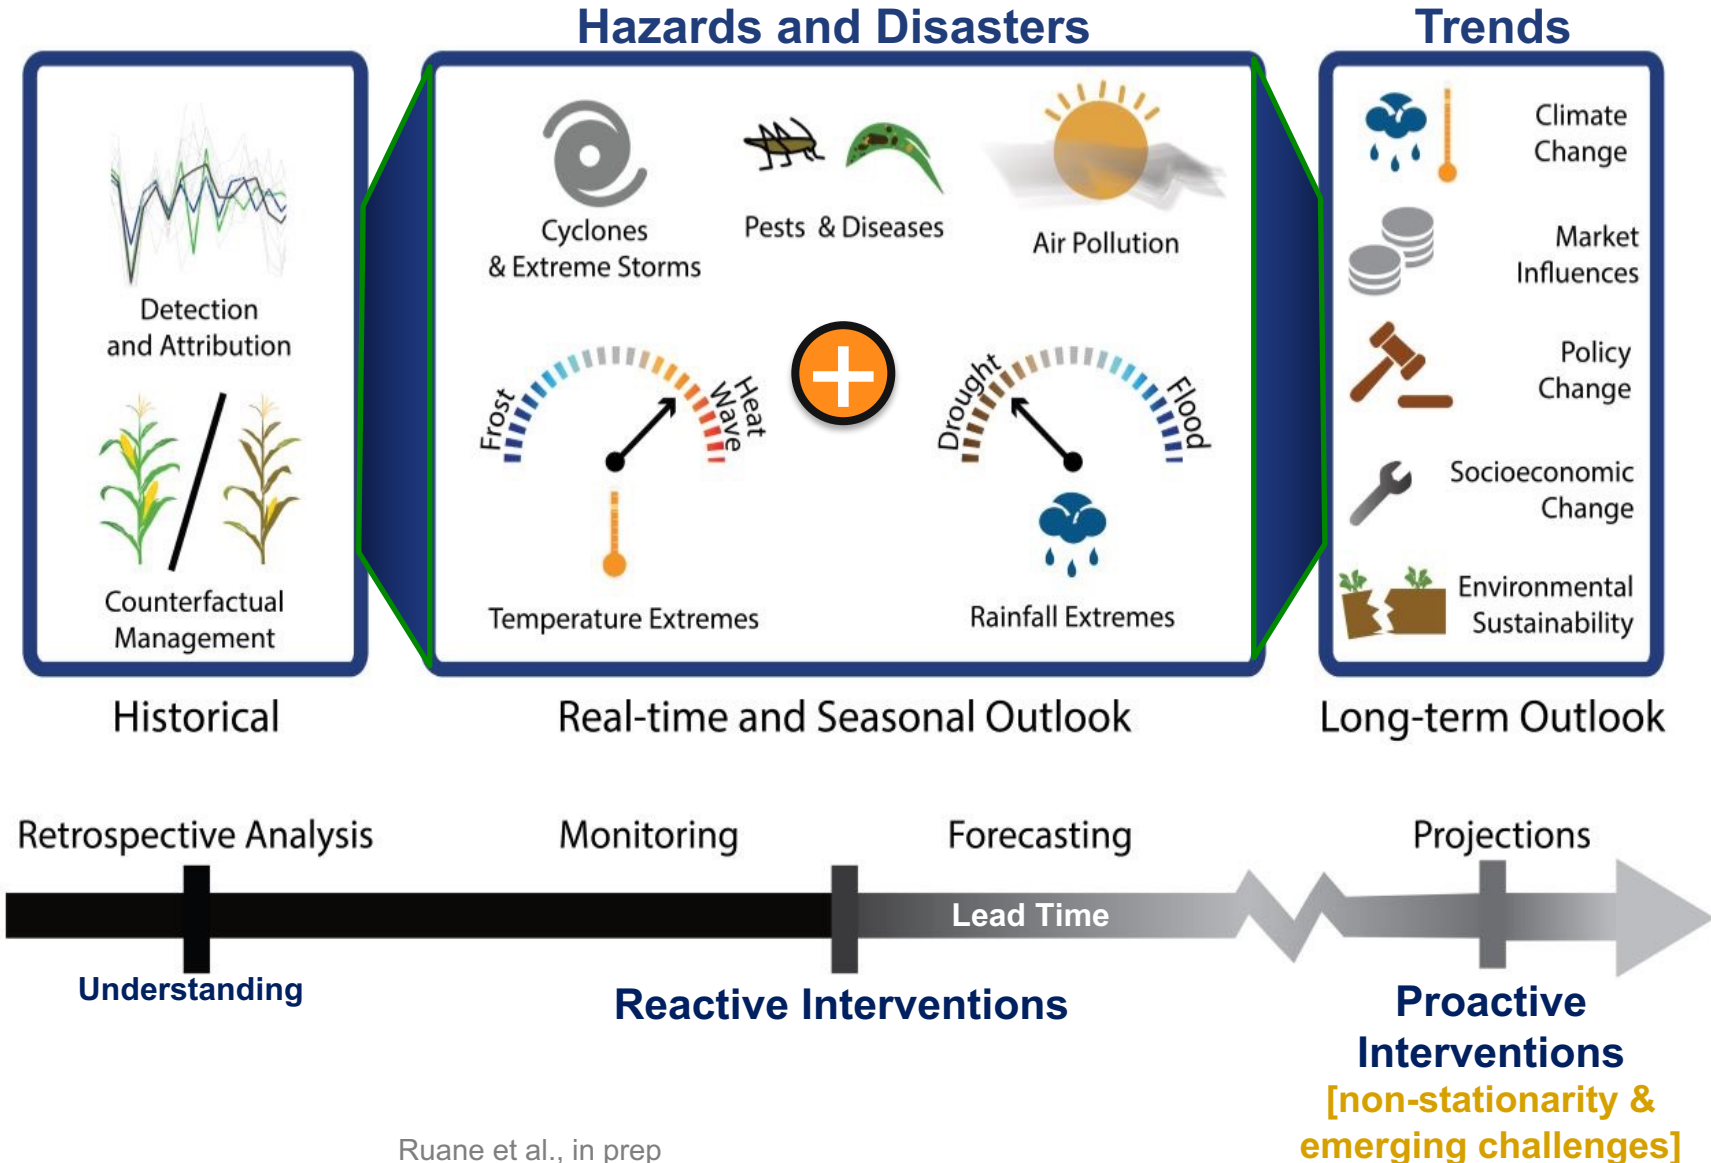 Hazards and Disasters
Trends
Detection
and Attribution
Counterfactual
Management
Cyclones
& Extreme Storms
Pests & Diseases
Air Pollution
Frost
Heat
Wave
Temperature Extremes
Drought
Flood
Rainfall Extremes
Climate
Change
Market
Influences
Policy
Change
Socioeconomic
Change
Environmental
Sustainability
Historical
Real-time and Seasonal Outlook
Long-term Outlook
Retrospective Analysis
Monitoring
Forecasting
Projections
Lead Time
Understanding
Reactive Interventions
Proactive
Interventions
[non-stationarity &
emerging challenges]
Ruane et al., in prep